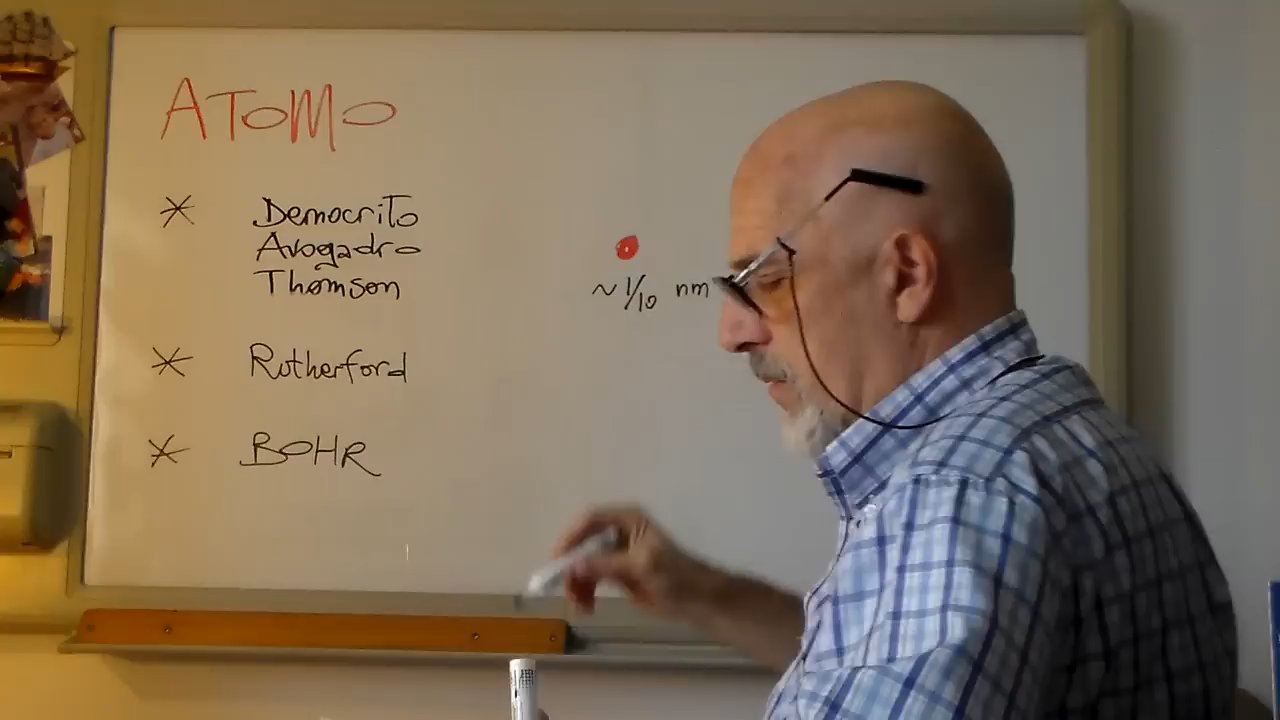 ATOMO
* Democrito
Avogadro
Thomson
~ 1/10 nm
* Rutherford
* BOHR